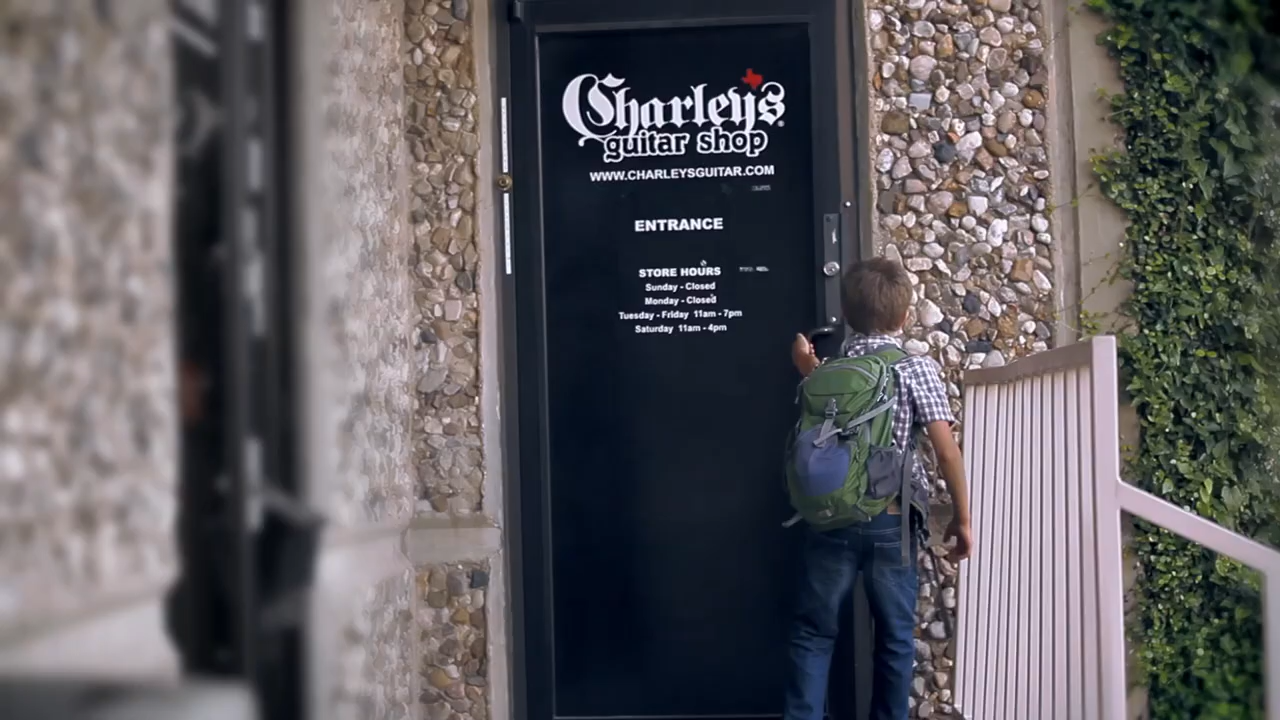 Charley's
guitar shop
WWW.CHARLEYSGUITAR.COM
ENTRANCE
STORE HOURS
Sunday - Closed
Monday - Closed
Tuesday - Friday 11am - 7pm
Saturday 11am - 4pm